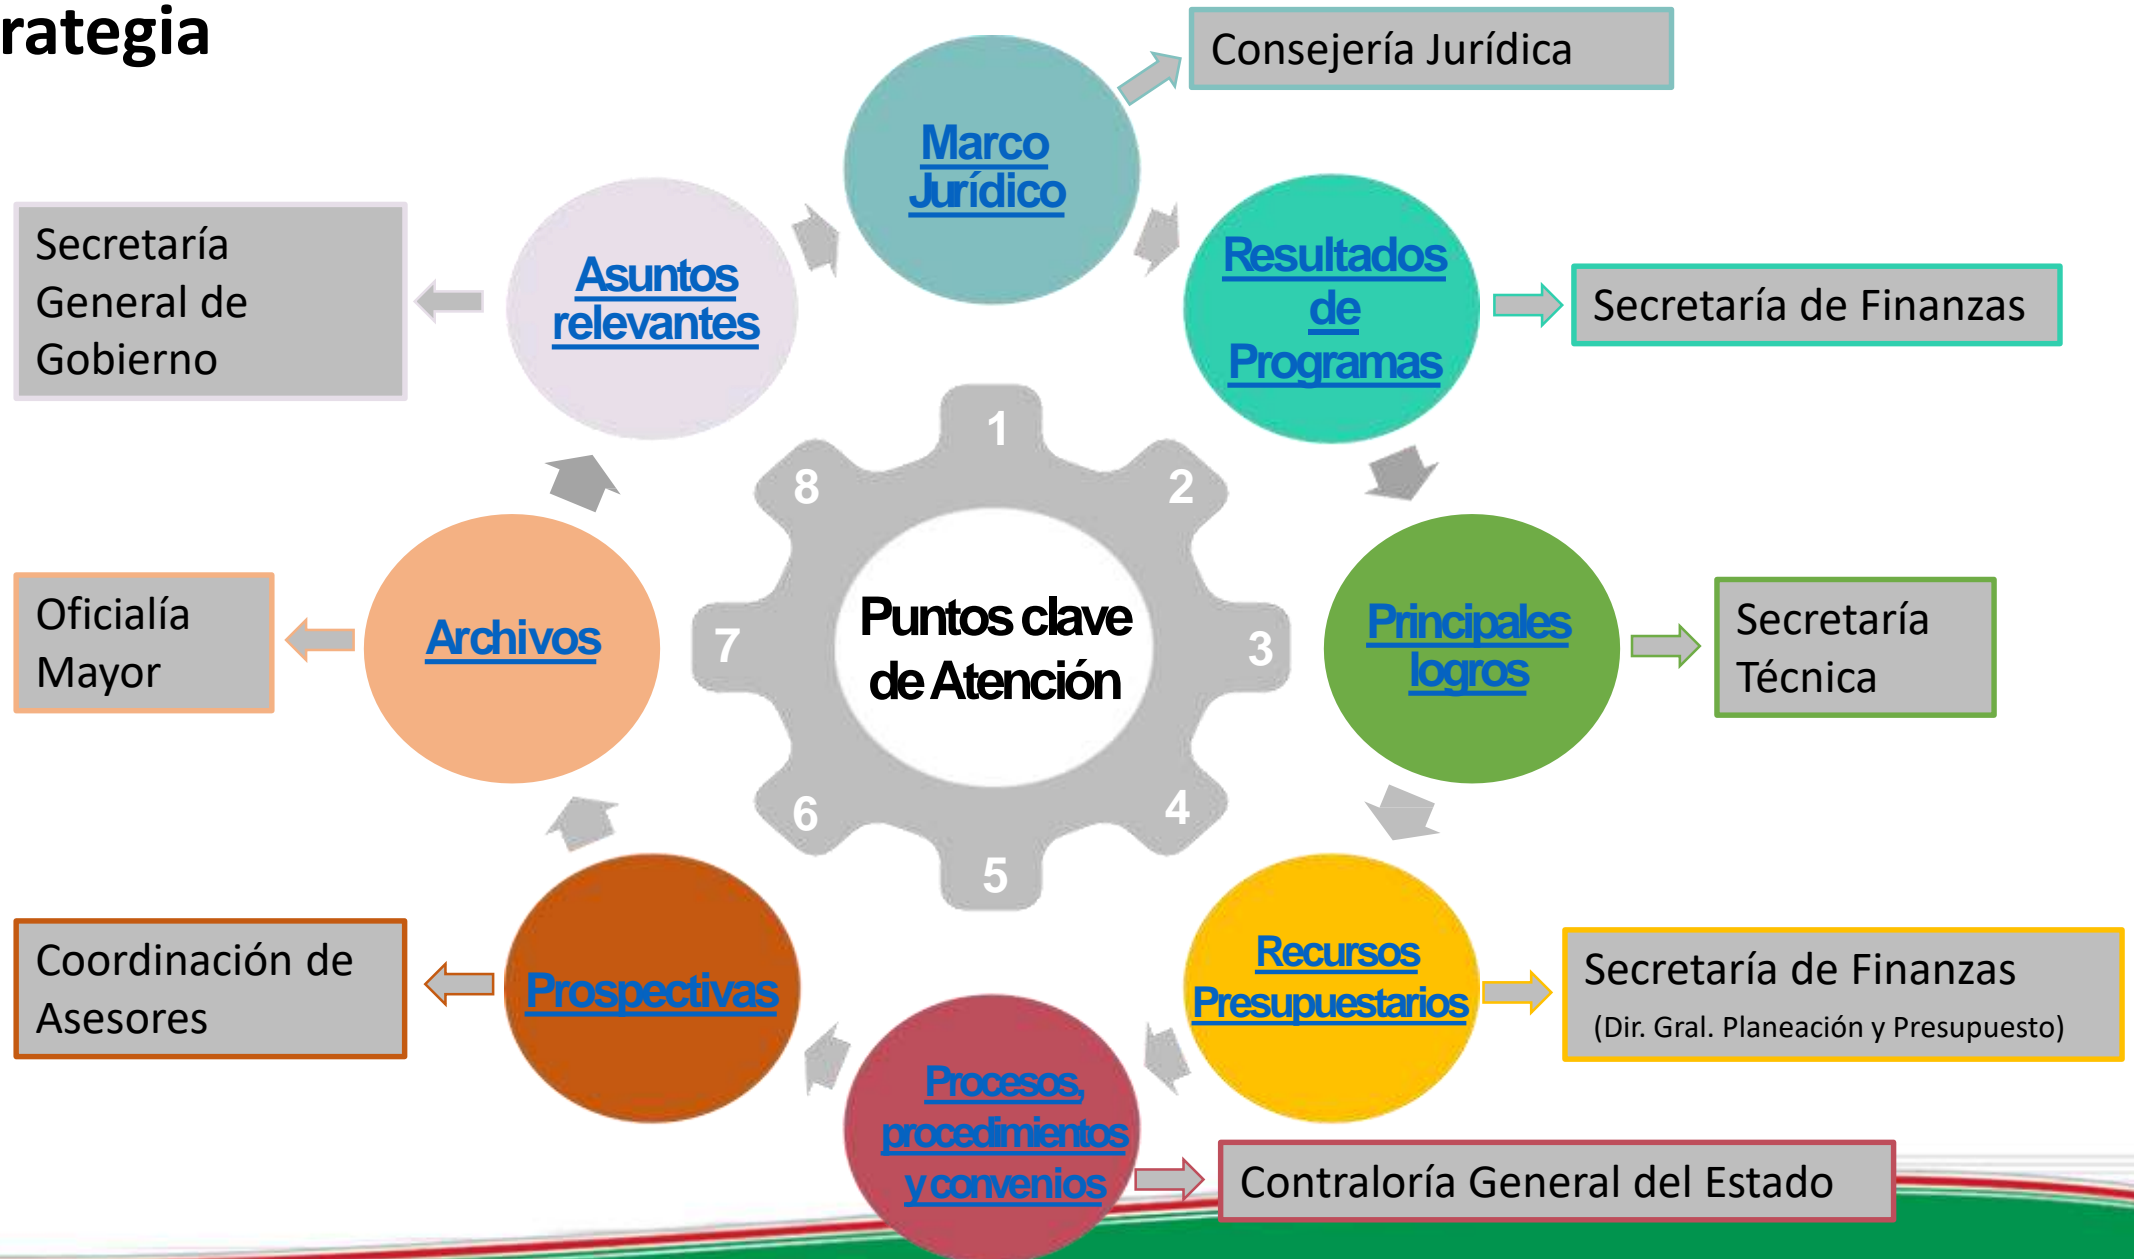 rategia
Consejería Jurídica
Marco
Jurídico
Resultados
de
Programas
Secretaría de Finanzas
Principales
logros
Secretaría
Técnica
Recursos
Presupuestarios
Secretaría de Finanzas
(Dir. Gral. Planeación y Presupuesto)
Procesos,
procedimientos
y convenios
Contraloría General del Estado
Prospectivas
Coordinación de
Asesores
Archivos
Oficialía
Mayor
Asuntos
relevantes
Secretaría
General de
Gobierno
1
2
3
4
5
6
7
8
Puntos clave
de Atención